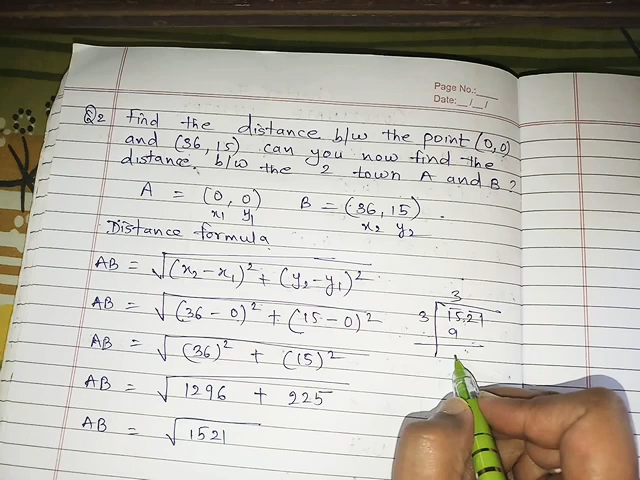 Page No.:
Date: / /
Q2 Find the distance b/w the point (0,0)
and (36,15) can you now find the
distance b/w the 2 town A and B?
A = (0, 0) B = (36, 15).
x₁ y₁ x₂ y₂
Distance formula
AB = √(x₂-x₁)² + (y₂-y₁)²
AB = √(36-0)² + (15-0)²
AB = √(36)² + (15)²
AB = √1296 + 225
AB = √1521
3
3 1521
9